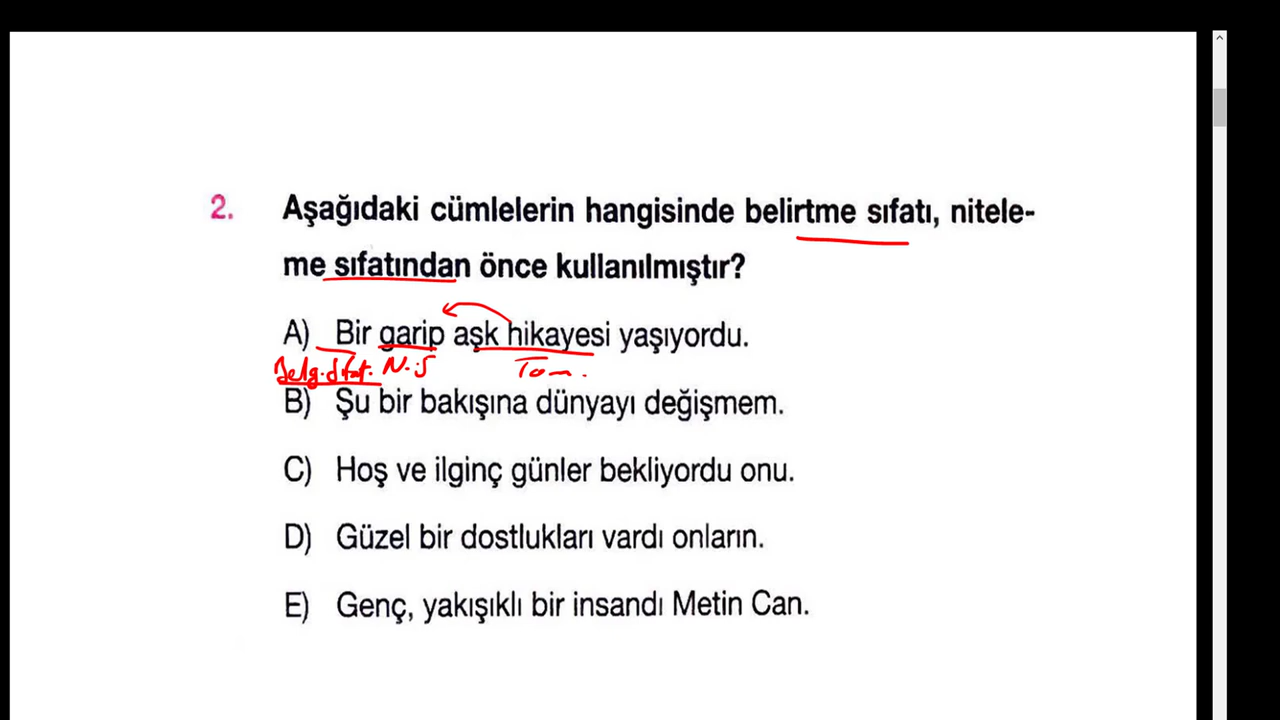 2. Aşağıdaki cümlelerin hangisinde belirtme sıfatı, nitele-
me sıfatından önce kullanılmıştır?
A) Bir garip aşk hikayesi yaşıyordu.
N.S Tam.
B) Şu bir bakışına dünyayı değişmem.
C) Hoş ve ilginç günler bekliyordu onu.
D) Güzel bir dostlukları vardı onların.
E) Genç, yakışıklı bir insandı Metin Can.